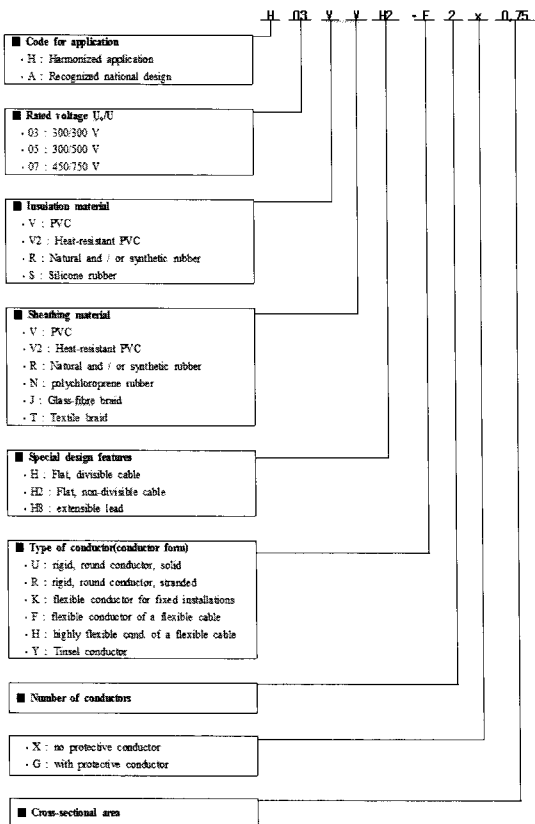 H 03 V V H2 -F 2 x 0,75
■ Code for application
· H : Harmonized application
· A : Recognized national design
■ Rated voltage U₀/U
· 03 : 300/300 V
· 05 : 300/500 V
· 07 : 450/750 V
■ Insulation material
· V : PVC
· V2 : Heat-resistant PVC
· R : Natural and / or synthetic rubber
· S : Silicone rubber
■ Sheathing material
· V : PVC
· V2 : Heat-resistant PVC
· R : Natural and / or synthetic rubber
· N : polychloroprene rubber
· J : Glass-fibre braid
· T : Textile braid
■ Special design features
· H : Flat, divisible cable
· H2 : Flat, non-divisible cable
· H8 : extensible lead
■ Type of conductor(conductor form)
· U : rigid, round conductor, solid
· R : rigid, round conductor, stranded
· K : flexible conductor for fixed installations
· F : flexible conductor of a flexible cable
· H : highly flexible cond. of a flexible cable
· Y : Tinsel conductor
■ Number of conductors
· X : no protective conductor
· G : with protective conductor
■ Cross-sectional area